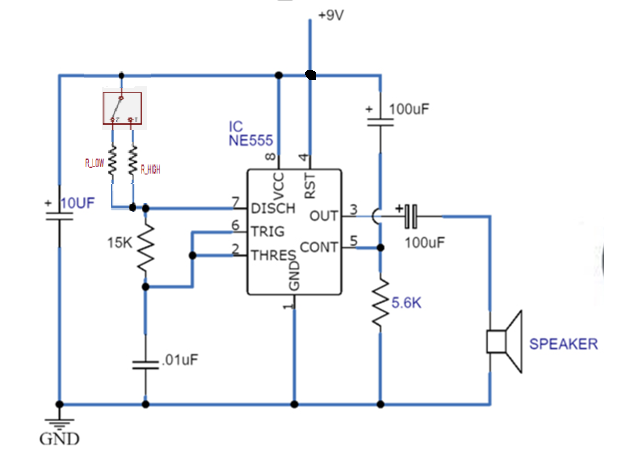 +9V
+
100uF
IC
NE555
R_LOW
R_HIGH
8
4
VCC
RST
+
10UF
7
DISCH
3
OUT
+
100uF
6
TRIG
15K
2
THRES
CONT
5
GND
1
5.6K
SPEAKER
.01uF
GND